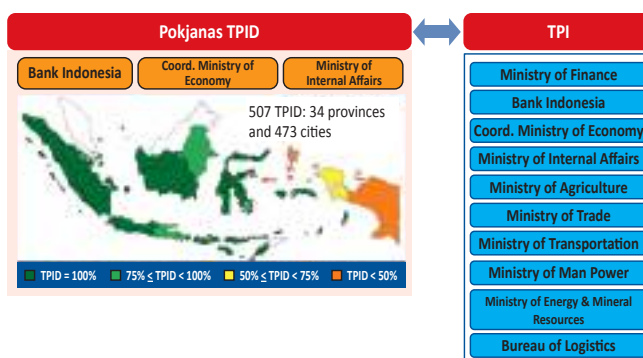 Pokjanas TPID
TPI
Bank Indonesia
Coord. Ministry of
Economy
Ministry of
Internal Affairs
507 TPID: 34 provinces
and 473 cities
TPID = 100%
75% ≤ TPID < 100%
50% ≤ TPID < 75%
TPID < 50%
Ministry of Finance
Bank Indonesia
Coord. Ministry of Economy
Ministry of Internal Affairs
Ministry of Agriculture
Ministry of Trade
Ministry of Transportation
Ministry of Man Power
Ministry of Energy & Mineral
Resources
Bureau of Logistics